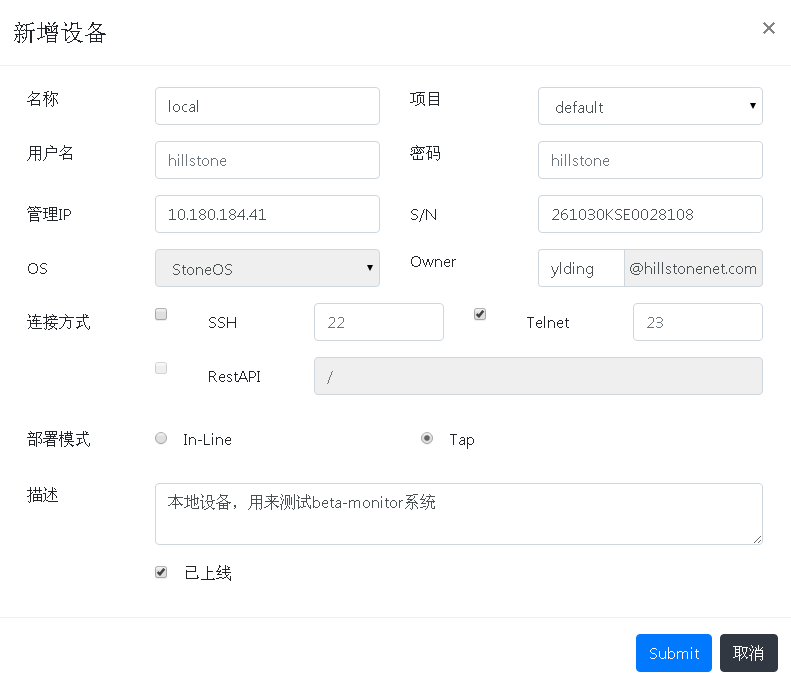 新增设备 ×
名称 local 项目 default
用户名 hillstone 密码 hillstone
管理IP 10.180.184.41 S/N 261030KSE0028108
OS StoneOS Owner ylding @hillstonenet.com
连接方式 SSH 22 Telnet 23
RestAPI /
部署模式 In-Line Tap
描述 本地设备，用来测试beta-monitor系统
已上线
Submit 取消